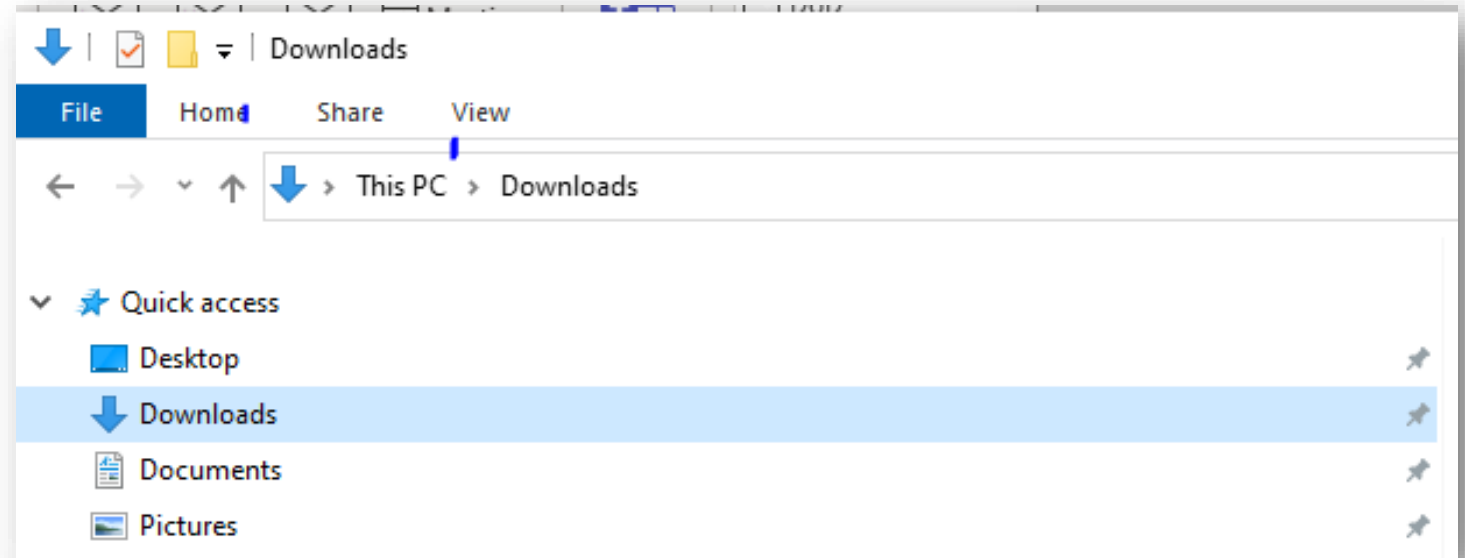 Downloads
File Home Share View
This PC > Downloads
Quick access
Desktop
Downloads
Documents
Pictures